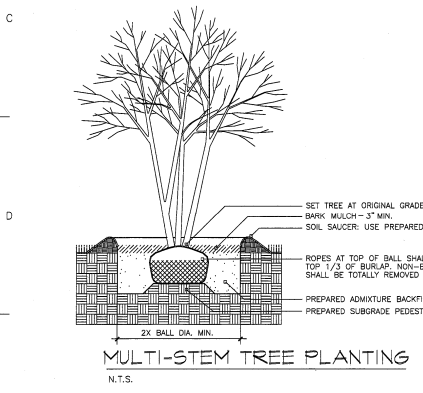 C
SET TREE AT ORIGINAL GRADE
BARK MULCH - 3" MIN.
D
SOIL SAUCER: USE PREPARED
ROPES AT TOP OF BALL SHAL
TOP 1/3 OF BURLAP. NON-B
SHALL BE TOTALLY REMOVED
PREPARED ADMIXTURE BACKFI
PREPARED SUBGRADE PEDEST
2X BALL DIA. MIN.
MULTI-STEM TREE PLANTING
N.T.S.